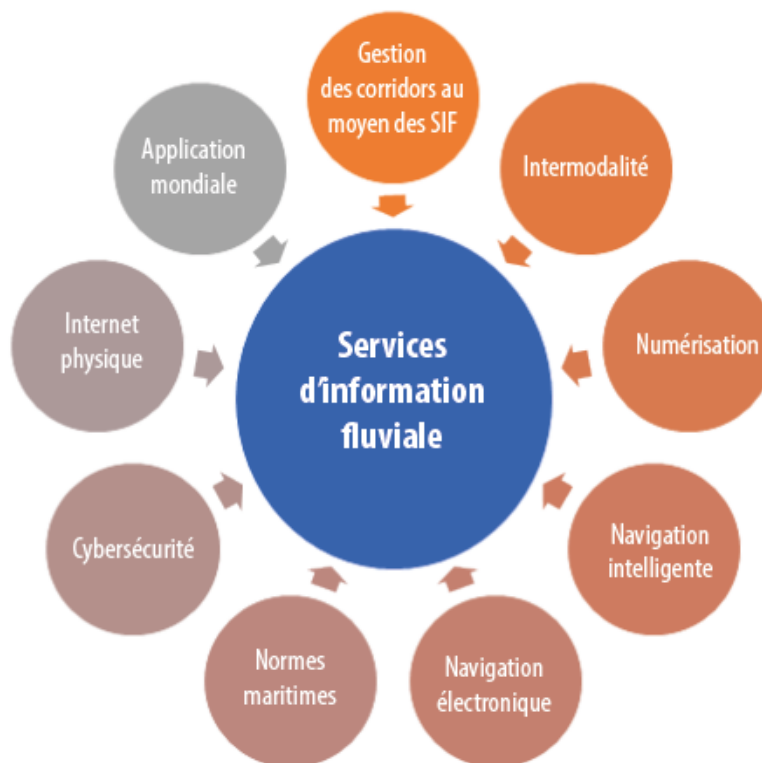 Gestion
des corridors au
moyen des SIF
Intermodalité
Numérisation
Navigation
intelligente
Navigation
électronique
Normes
maritimes
Cybersécurité
Internet
physique
Application
mondiale
Services
d'information
fluviale